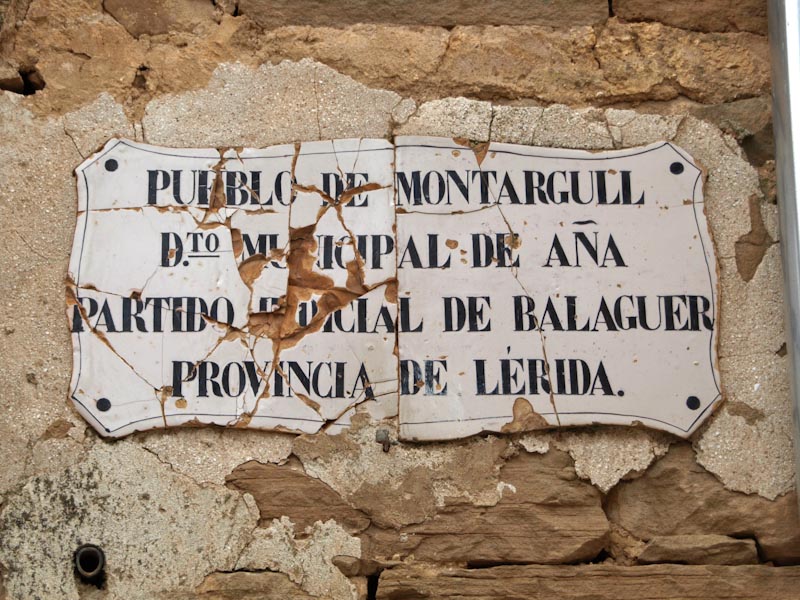 PUEBLO DE MONTARGULL
D.TO MUNICIPAL DE AÑA
PARTIDO JUDICIAL DE BALAGUER
PROVINCIA DE LÉRIDA.